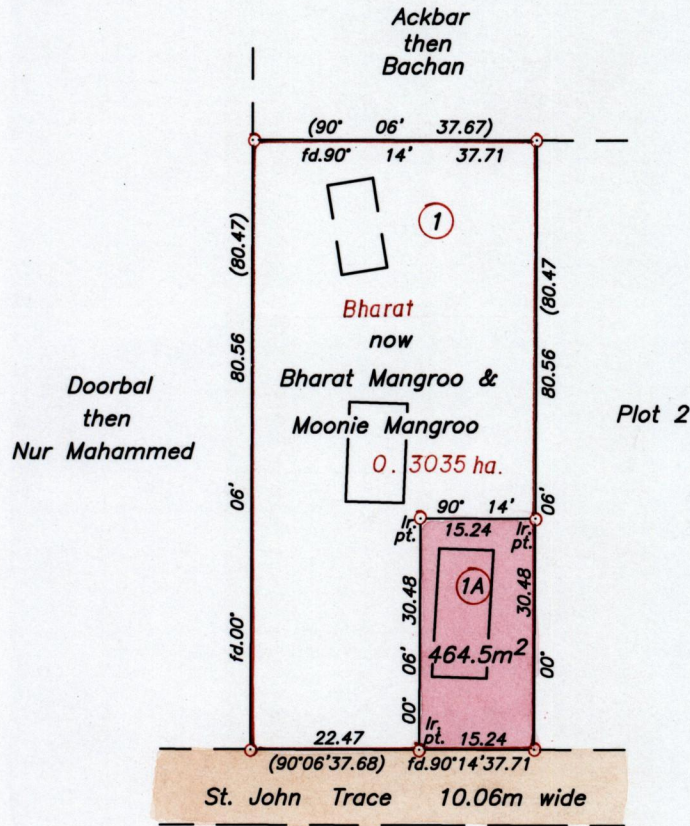 Ackbar
then
Bachan
(90° 06' 37.67)
fd.90° 14' 37.71
(80.47)
80.56
06'
fd.00°
1
(80.47
80.56
06'
00°
Bharat
now
Bharat Mangroo &
Moonie Mangroo
0.3035 ha.
Doorbal
then
Nur Mahammed
Plot 2
90° 14'
Ir.
pt.
15.24
Ir.
pt.
30.48
06'
00°
1A
30.48
464.5m²
Ir.
pt.
22.47
15.24
(90°06'37.68)
fd.90°14'37.71
St. John Trace 10.06m wide